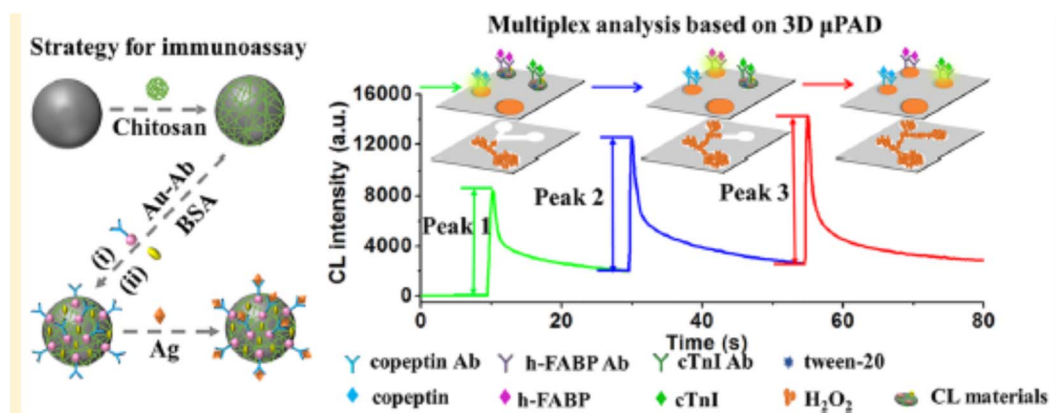 Strategy for immunoassay
Chitosan
Au-Ab
BSA
(i)
(ii)
Ag
Multiplex analysis based on 3D μPAD
CL intensity (a.u.)
16000
12000
8000
4000
0
Peak 1
Peak 2
Peak 3
0 20 40 60 80
Time (s)
copeptin Ab h-FABP Ab cTnI Ab tween-20
copeptin h-FABP cTnI H₂O₂ CL materials